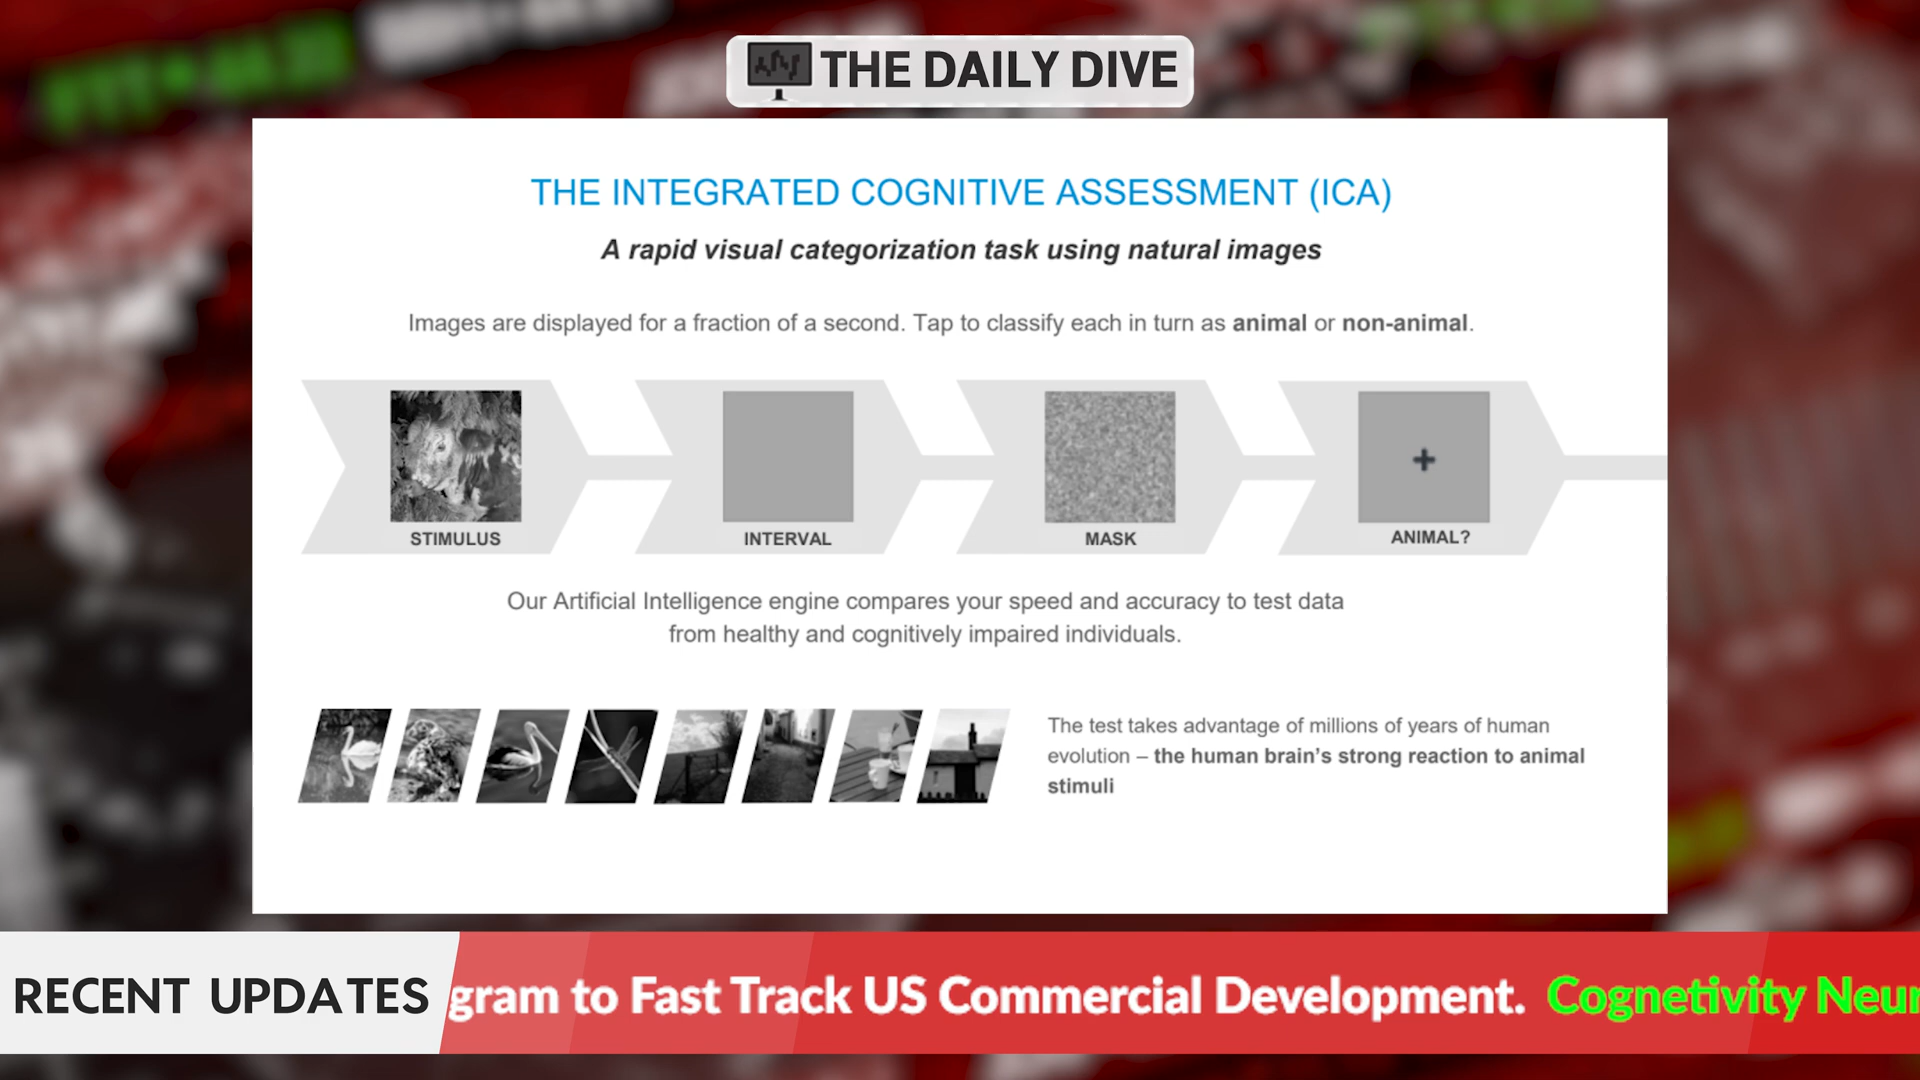 THE DAILY DIVE
THE INTEGRATED COGNITIVE ASSESSMENT (ICA)
A rapid visual categorization task using natural images
Images are displayed for a fraction of a second. Tap to classify each in turn as animal or non-animal.
STIMULUS
INTERVAL
MASK
ANIMAL?
Our Artificial Intelligence engine compares your speed and accuracy to test data
from healthy and cognitively impaired individuals.
The test takes advantage of millions of years of human
evolution – the human brain's strong reaction to animal
stimuli
RECENT UPDATES
gram to Fast Track US Commercial Development. Cognetivity Neur